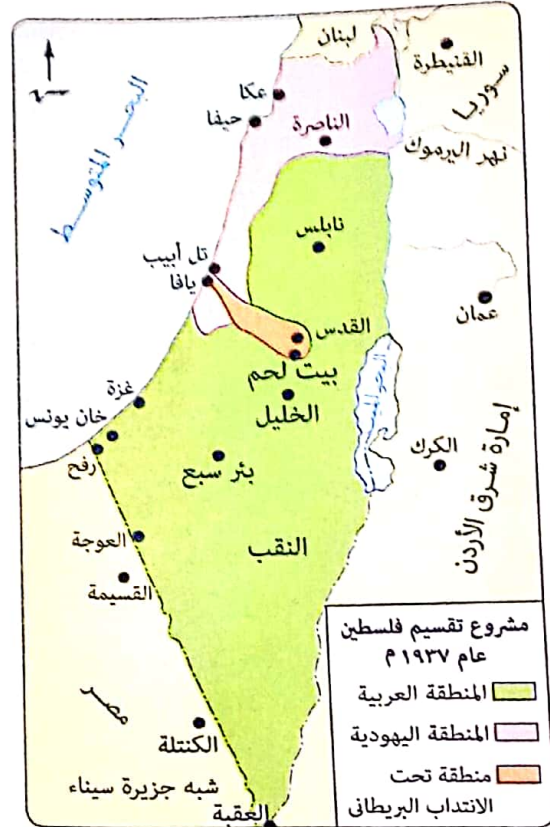 لبنان
القنيطرة
سوريا
عكا
حيفا
الناصرة
نهر اليرموك
البحر المتوسط
نابلس
تل أبيب
يافا
عمان
القدس
بيت لحم
الخليل
غزة
خان يونس
رفح
بئر سبع
الكرك
إمارة شرق الأردن
العوجة
النقب
القسيمة
مصر
الكنتلة
شبه جزيرة سيناء
العقبة
مشروع تقسيم فلسطين
عام ١٩٣٧ م
المنطقة العربية
المنطقة اليهودية
منطقة تحت
الانتداب البريطانى